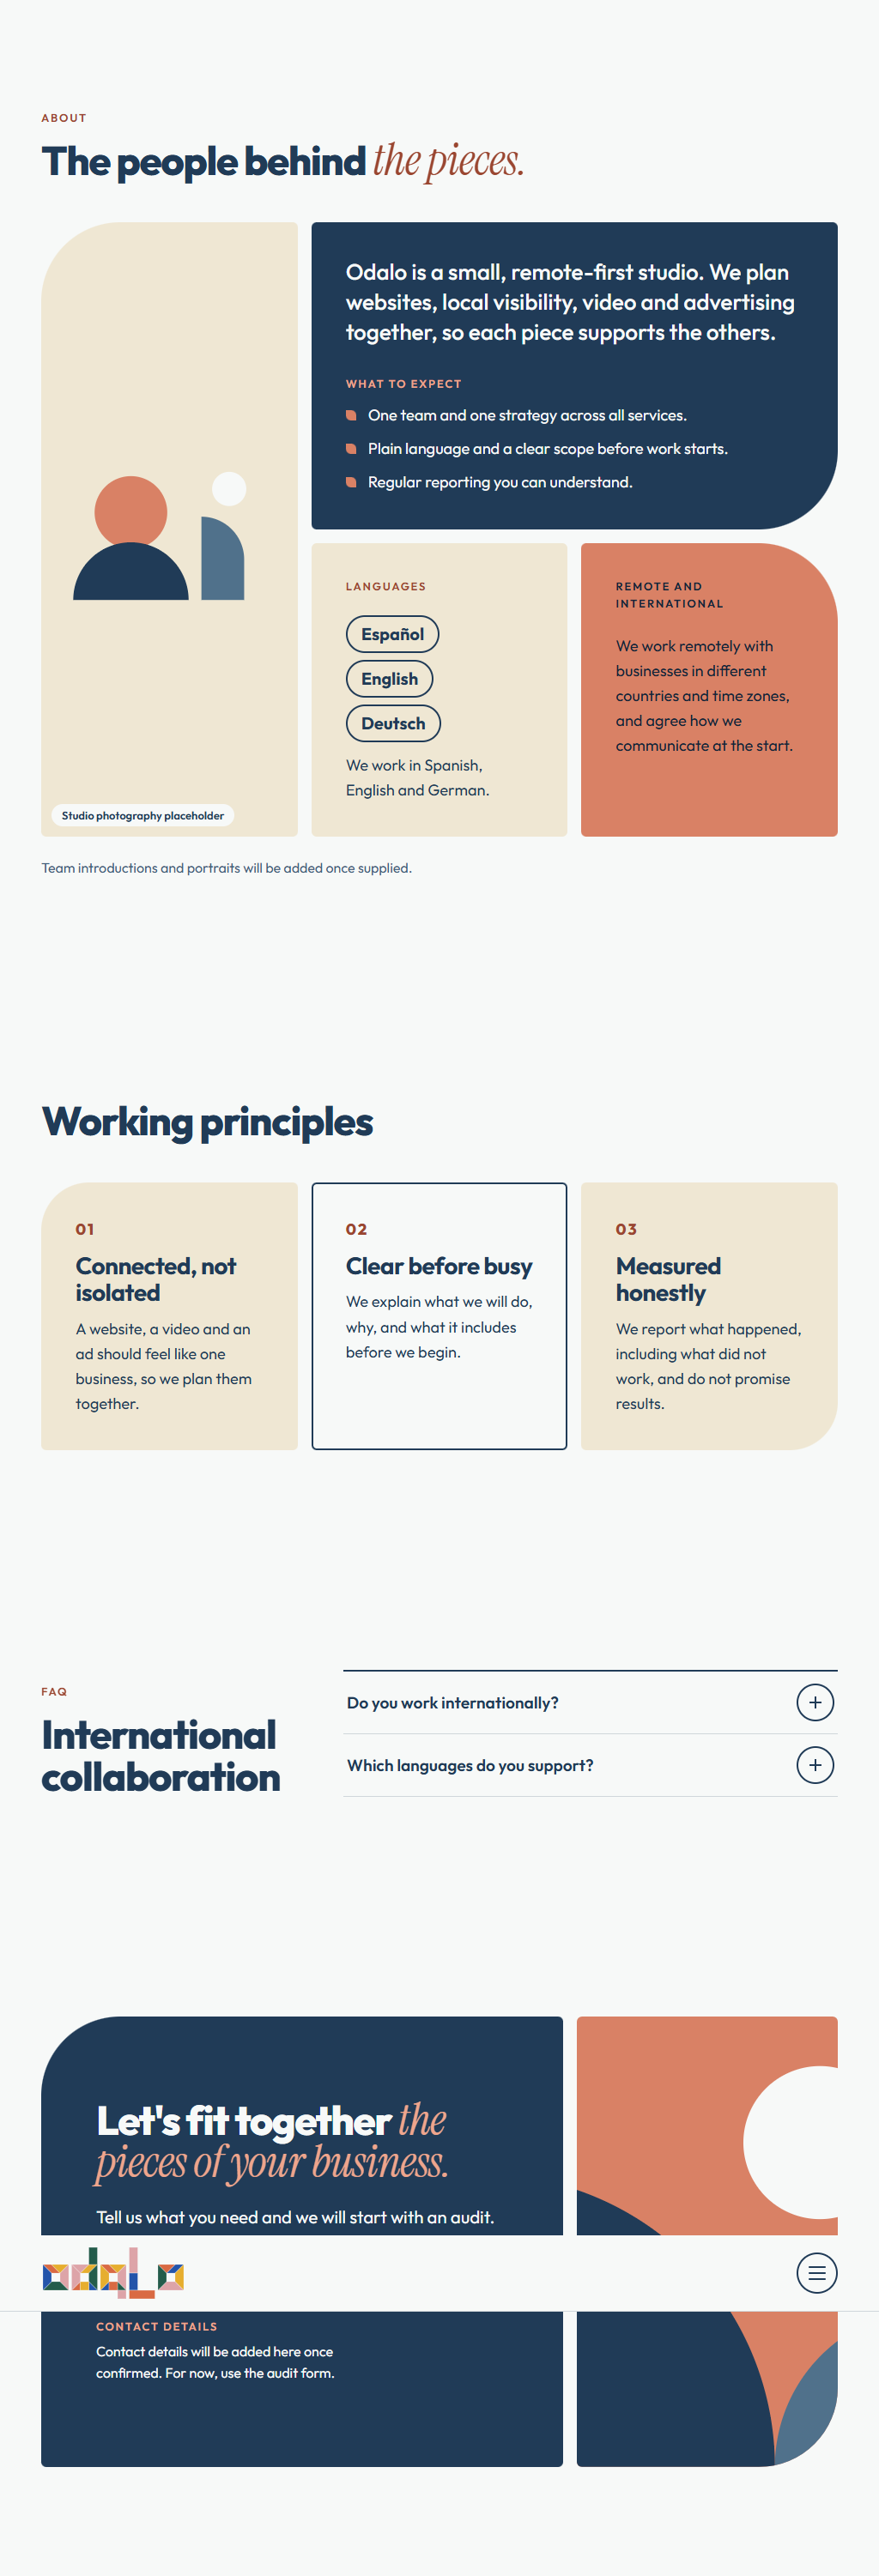 ABOUT
The people behind the pieces.
Odalo is a small, remote-first studio. We plan
websites, local visibility, video and advertising
together, so each piece supports the others.
WHAT TO EXPECT
One team and one strategy across all services.
Plain language and a clear scope before work starts.
Regular reporting you can understand.
Studio photography placeholder
LANGUAGES
Español
English
Deutsch
We work in Spanish,
English and German.
REMOTE AND
INTERNATIONAL
We work remotely with
businesses in different
countries and time zones,
and agree how we
communicate at the start.
Team introductions and portraits will be added once supplied.
Working principles
01
Connected, not
isolated
A website, a video and an
ad should feel like one
business, so we plan them
together.
02
Clear before busy
We explain what we will do,
why, and what it includes
before we begin.
03
Measured
honestly
We report what happened,
including what did not
work, and do not promise
results.
FAQ
International
collaboration
Do you work internationally?
Which languages do you support?
Let's fit together the
pieces of your business.
Tell us what you need and we will start with an audit.
odalo
CONTACT DETAILS
Contact details will be added here once
confirmed. For now, use the audit form.